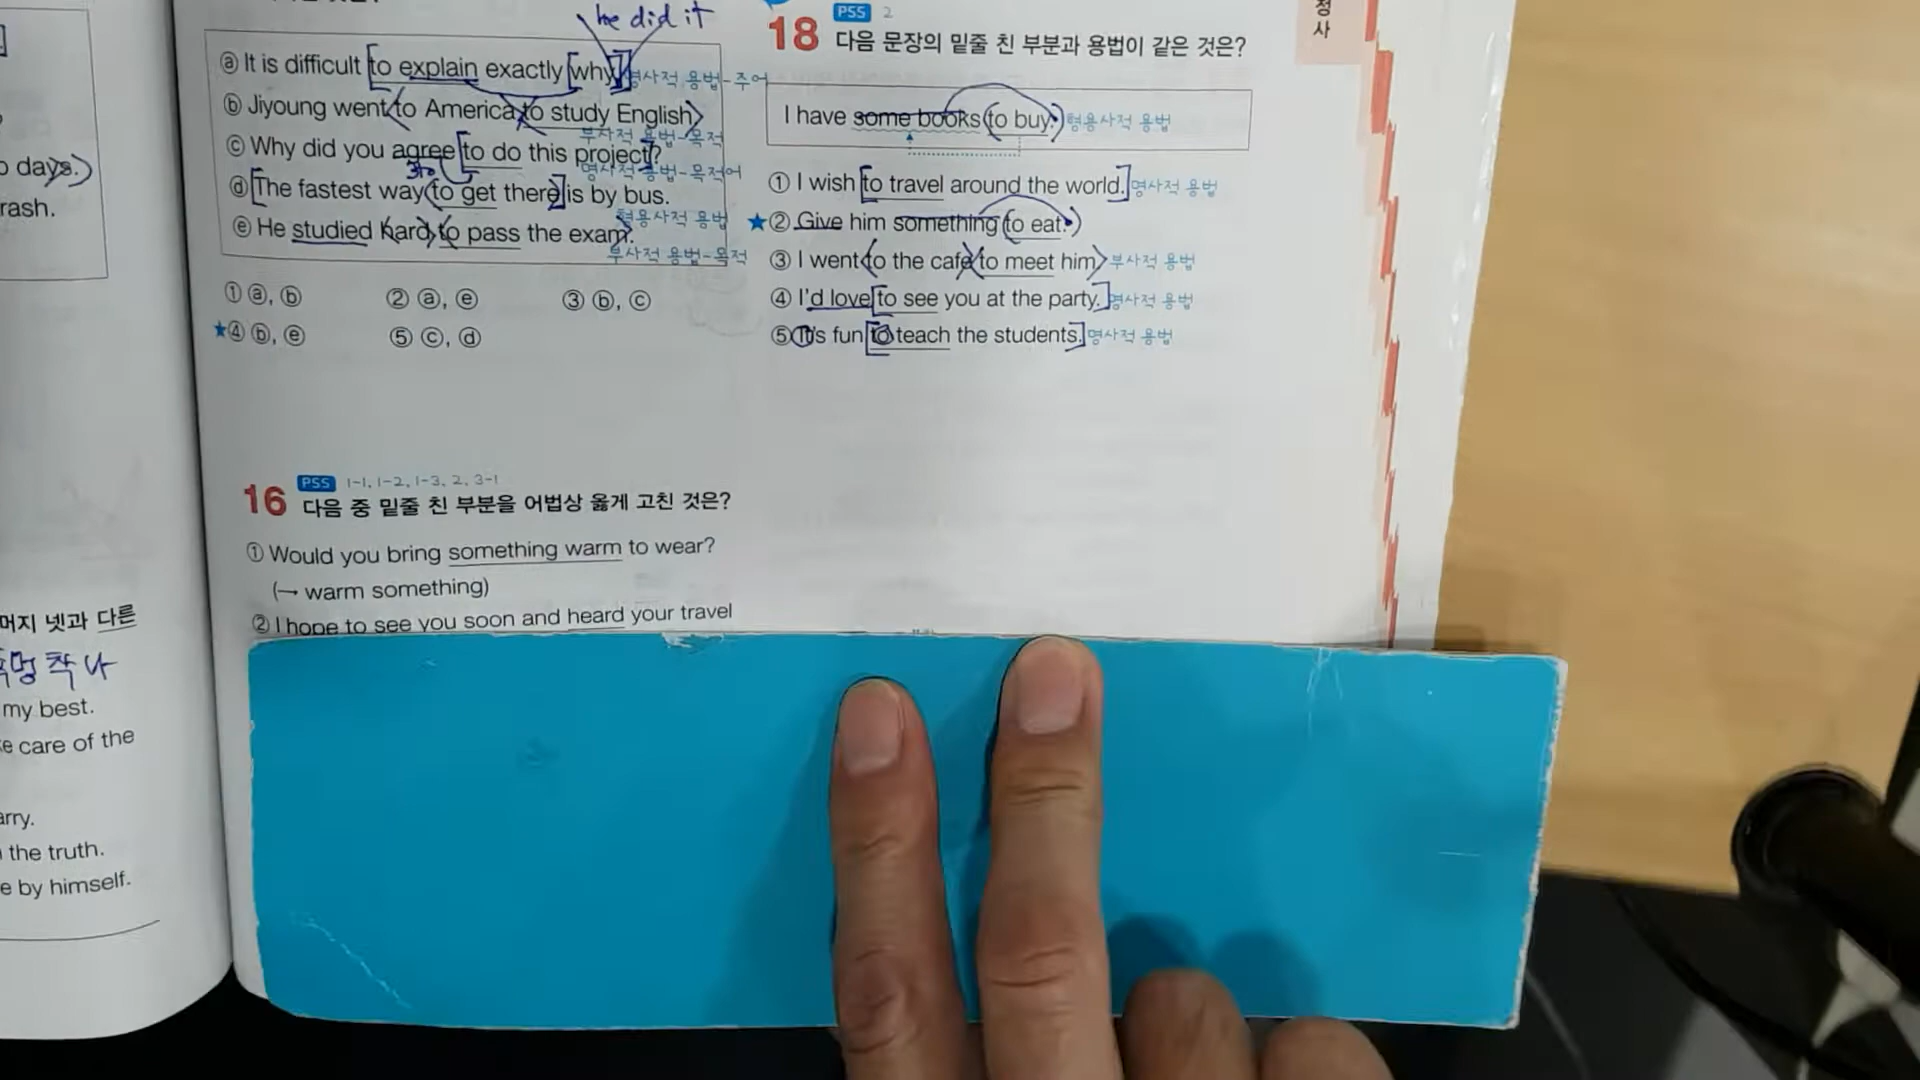 o days.)
rash.
머지 넷과 다른
my best.
e care of the
arry.
the truth.
e by himself.
he did it
ⓐ It is difficult [to explain exactly [why]] 명사적 용법-주어
ⓑ Jiyoung went <to America> <to study English>
부사적 용법-목적
ⓒ Why did you agree [to do this project]?
명사적 용법-목적어
ⓓ [The fastest way (to get there)] is by bus.
형용사적 용법
ⓔ He studied <hard> <to pass the exam>.
부사적 용법-목적
① ⓐ, ⓑ ② ⓐ, ⓔ ③ ⓑ, ⓒ
★④ ⓑ, ⓔ ⑤ ⓒ, ⓓ
PSS 1-1, 1-2, 1-3, 2, 3-1
16 다음 중 밑줄 친 부분을 어법상 옳게 고친 것은?
① Would you bring something warm to wear?
(→ warm something)
② I hope to see you soon and heard your travel
PSS 2
18 다음 문장의 밑줄 친 부분과 용법이 같은 것은?
I have some books (to buy.) 형용사적 용법
① I wish [to travel around the world.] 명사적 용법
★② Give him something (to eat.)
③ I went <to the cafe> <to meet him> 부사적 용법
④ I'd love [to see you at the party.] 명사적 용법
⑤ It's fun [to teach the students.] 명사적 용법
정
사